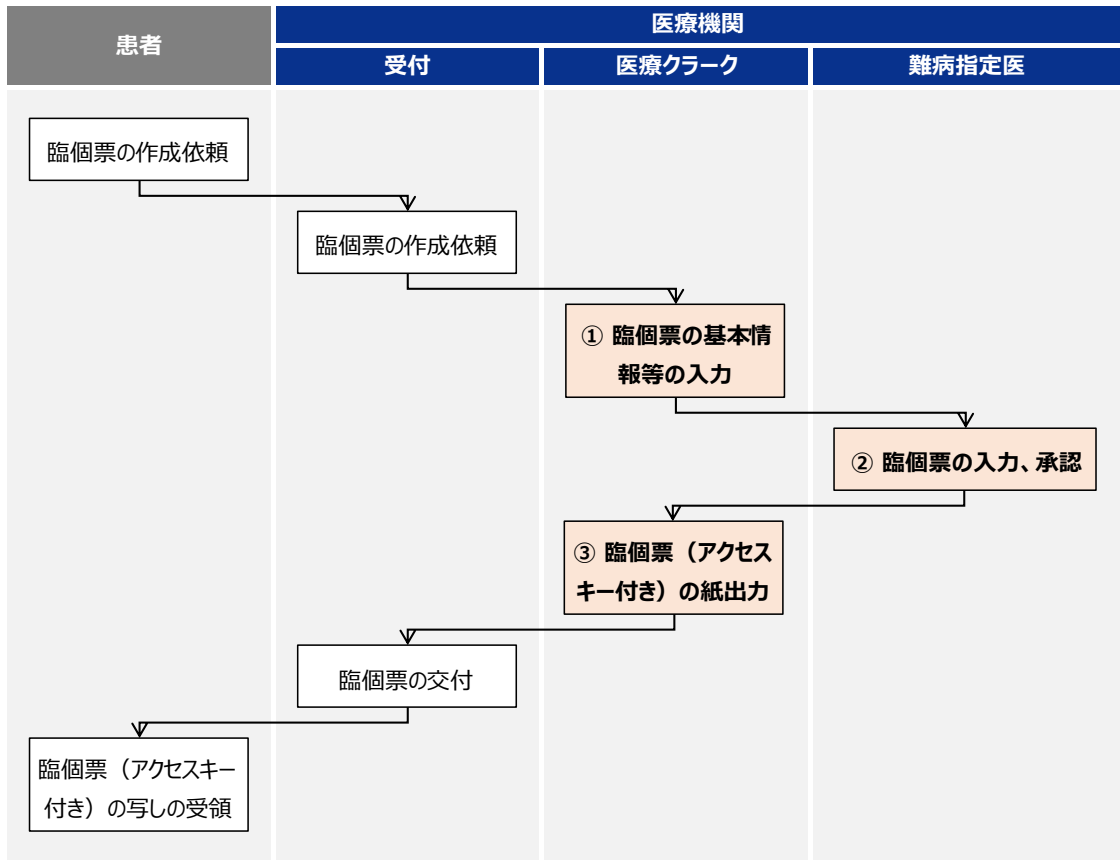 患者
医療機関
受付
医療クラーク
難病指定医
臨個票の作成依頼
臨個票の作成依頼
① 臨個票の基本情
報等の入力
② 臨個票の入力、承認
③ 臨個票（アクセス
キー付き）の紙出力
臨個票の交付
臨個票（アクセスキー
付き）の写しの受領